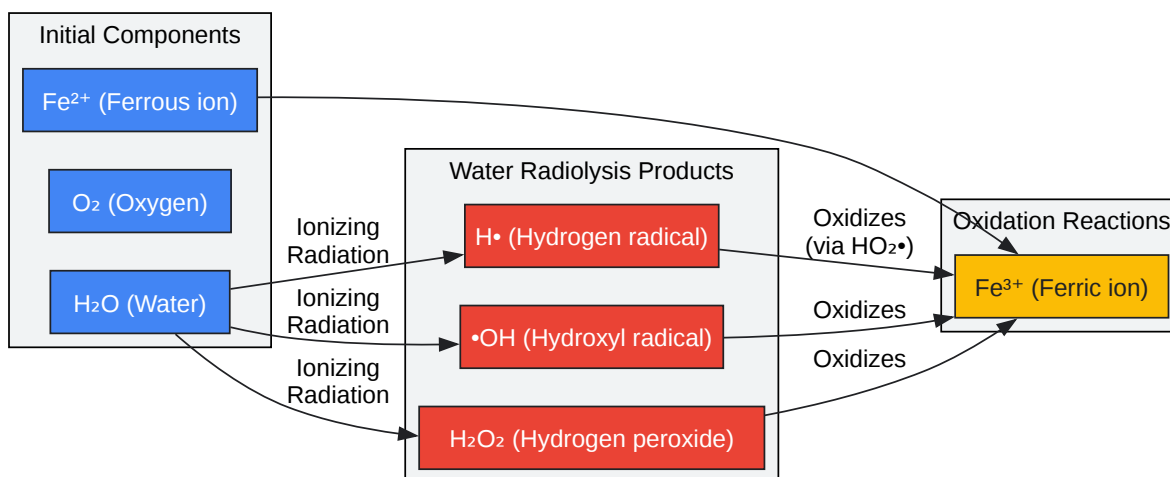 Initial Components
Fe²⁺ (Ferrous ion)
O₂ (Oxygen)
H₂O (Water)
Ionizing
Radiation
Ionizing
Radiation
Ionizing
Radiation
Water Radiolysis Products
H• (Hydrogen radical)
•OH (Hydroxyl radical)
H₂O₂ (Hydrogen peroxide)
Oxidizes
(via HO₂•)
Oxidizes
Oxidizes
Oxidation Reactions
Fe³⁺ (Ferric ion)